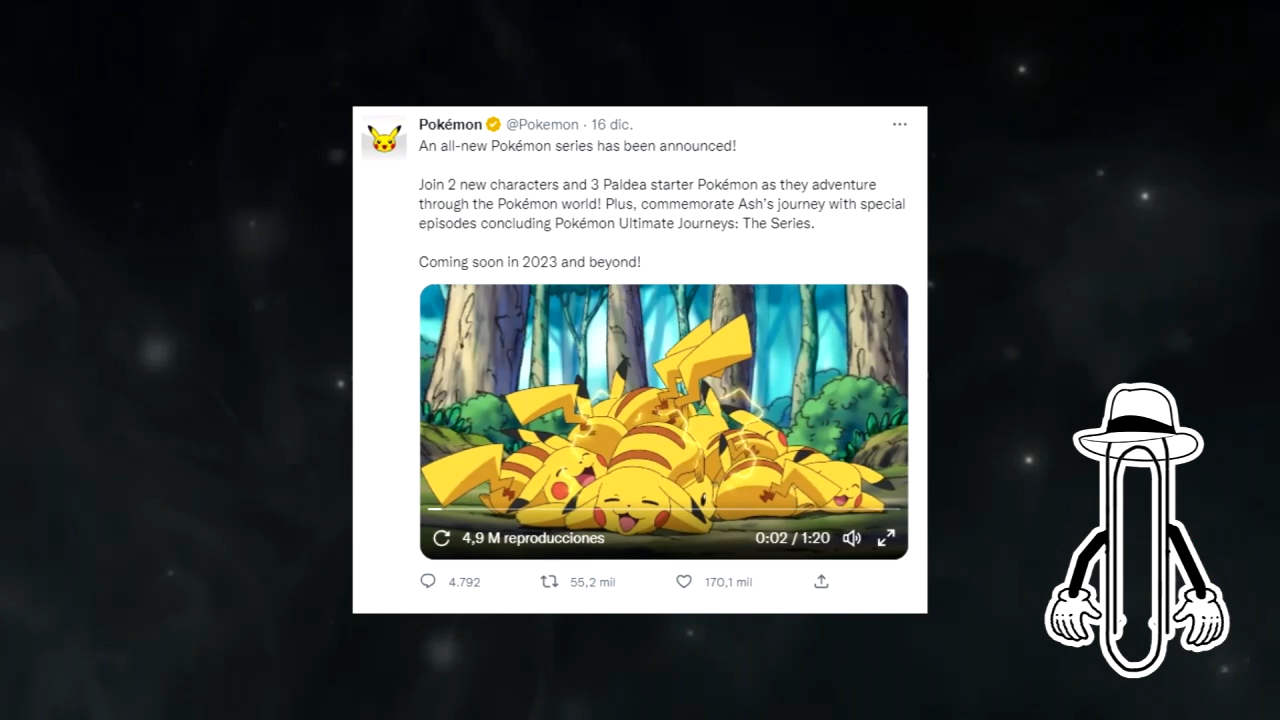 Pokémon @Pokemon · 16 dic.
An all-new Pokémon series has been announced!
Join 2 new characters and 3 Paldea starter Pokémon as they adventure
through the Pokémon world! Plus, commemorate Ash's journey with special
episodes concluding Pokémon Ultimate Journeys: The Series.
Coming soon in 2023 and beyond!
4,9 M reproducciones 0:02 / 1:20
4.792 55,2 mil 170,1 mil